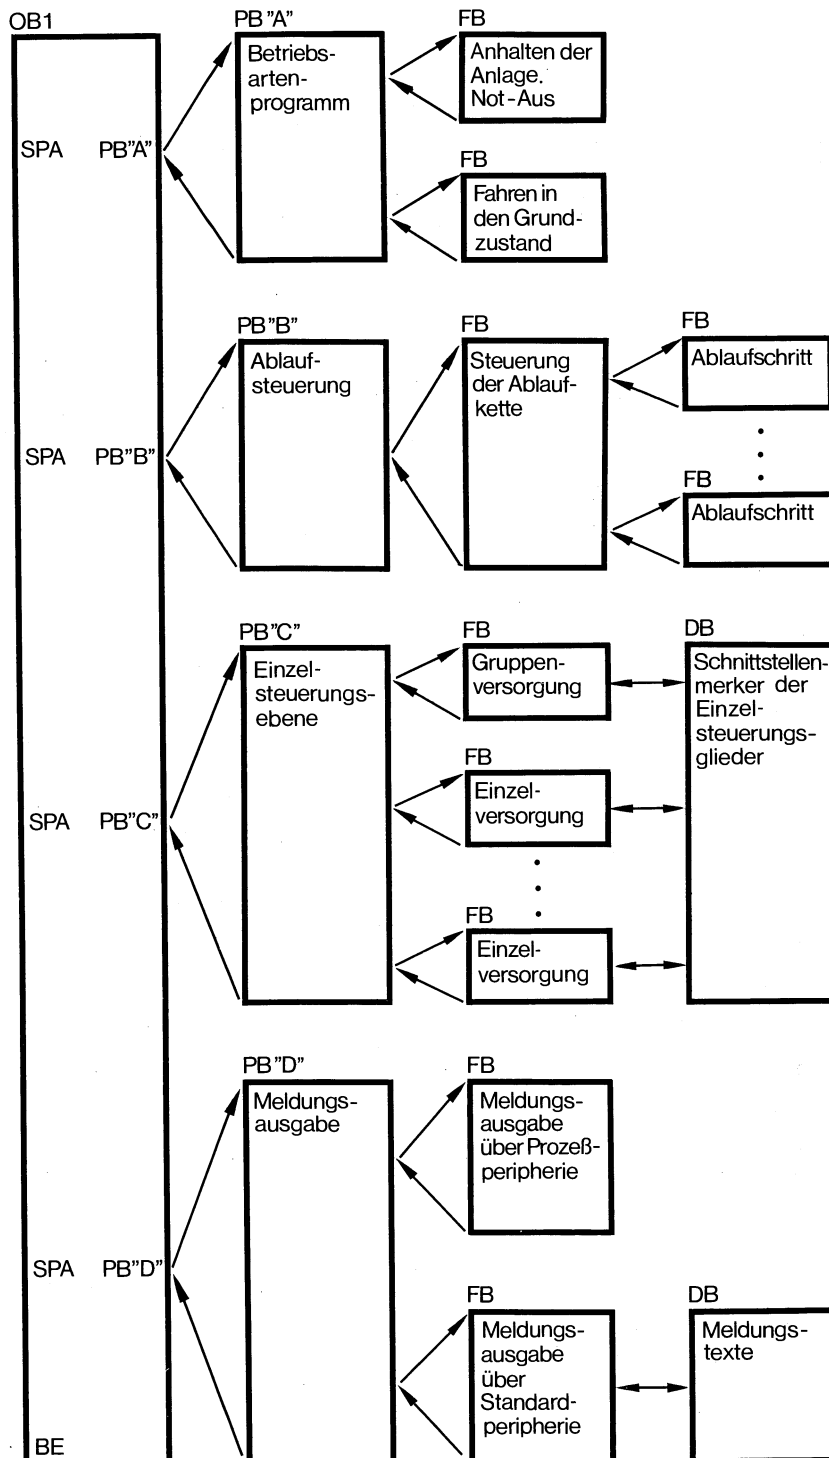 OB1
PB"A"
FB
Betriebs-
arten-
programm
Anhalten der
Anlage.
Not-Aus
SPA PB"A"
FB
Fahren in
den Grund-
zustand
PB"B"
FB
FB
Ablauf-
steuerung
Steuerung
der Ablauf-
kette
Ablaufschritt
SPA PB"B"
FB
Ablaufschritt
PB"C"
FB
DB
Einzel-
steuerungs-
ebene
Gruppen-
versorgung
Schnittstellen-
merker der
Einzel-
steuerungs-
glieder
FB
Einzel-
versorgung
SPA PB"C"
FB
Einzel-
versorgung
PB"D"
FB
Meldungs-
ausgabe
Meldungs-
ausgabe
über Prozeß-
peripherie
SPA PB"D"
FB
DB
Meldungs-
ausgabe
über
Standard-
peripherie
Meldungs-
texte
BE